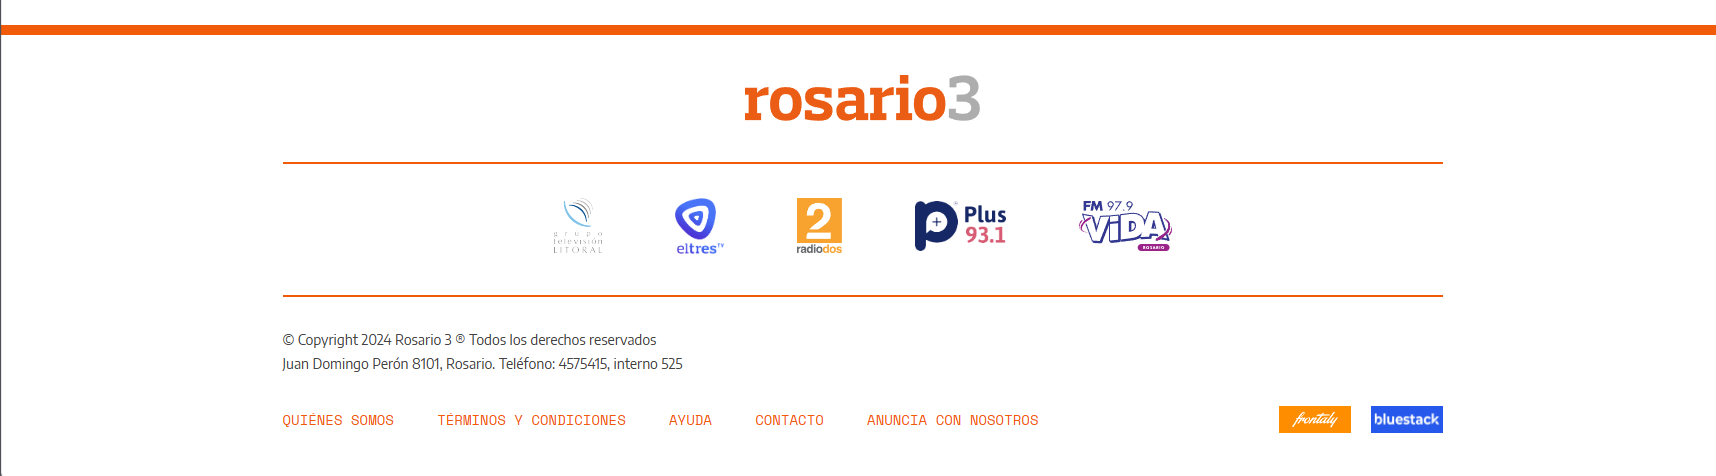 rosario3
grupo
televisión
LITORAL
eltres TV
2
radiodos
Plus
93.1
FM 97.9
ViDA
ROSARIO
© Copyright 2024 Rosario 3 ® Todos los derechos reservados
Juan Domingo Perón 8101, Rosario. Teléfono: 4575415, interno 525
QUIÉNES SOMOS TÉRMINOS Y CONDICIONES AYUDA CONTACTO ANUNCIA CON NOSOTROS frontaly bluestack